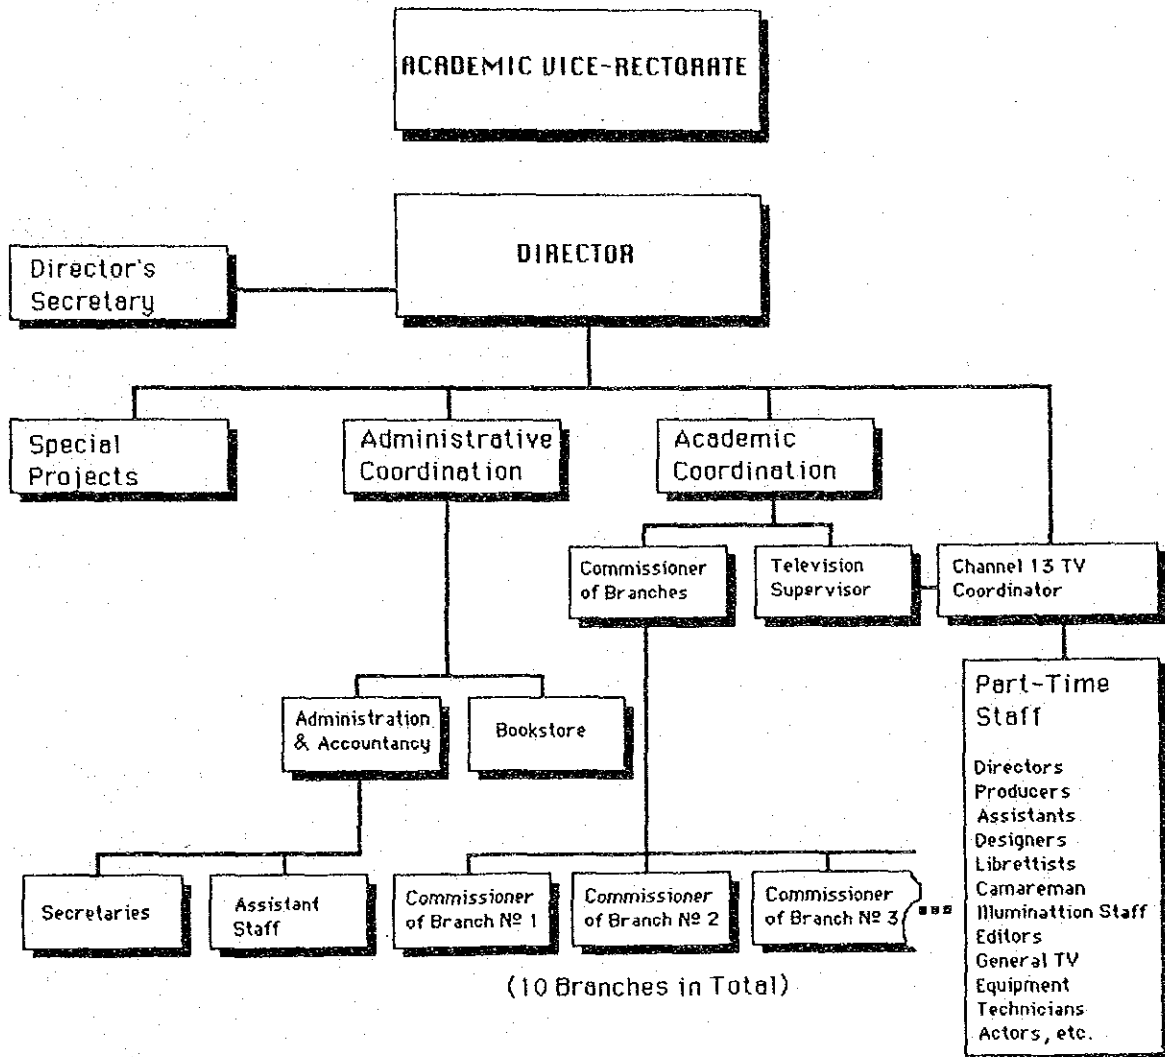 ACADEMIC VICE-RECTORATE
DIRECTOR
Director's
Secretary
Special
Projects
Administrative
Coordination
Academic
Coordination
Commissioner
of Branches
Television
Supervisor
Channel 13 TV
Coordinator
Administration
& Accountancy
Bookstore
Part-Time
Staff
Directors
Producers
Assistants
Designers
Librettists
Camareman
Illuminattion Staff
Editors
General TV
Equipment
Technicians
Actors, etc.
Secretaries
Assistant
Staff
Commissioner
of Branch Nº 1
Commissioner
of Branch Nº 2
Commissioner
of Branch Nº 3
(10 Branches in Total)